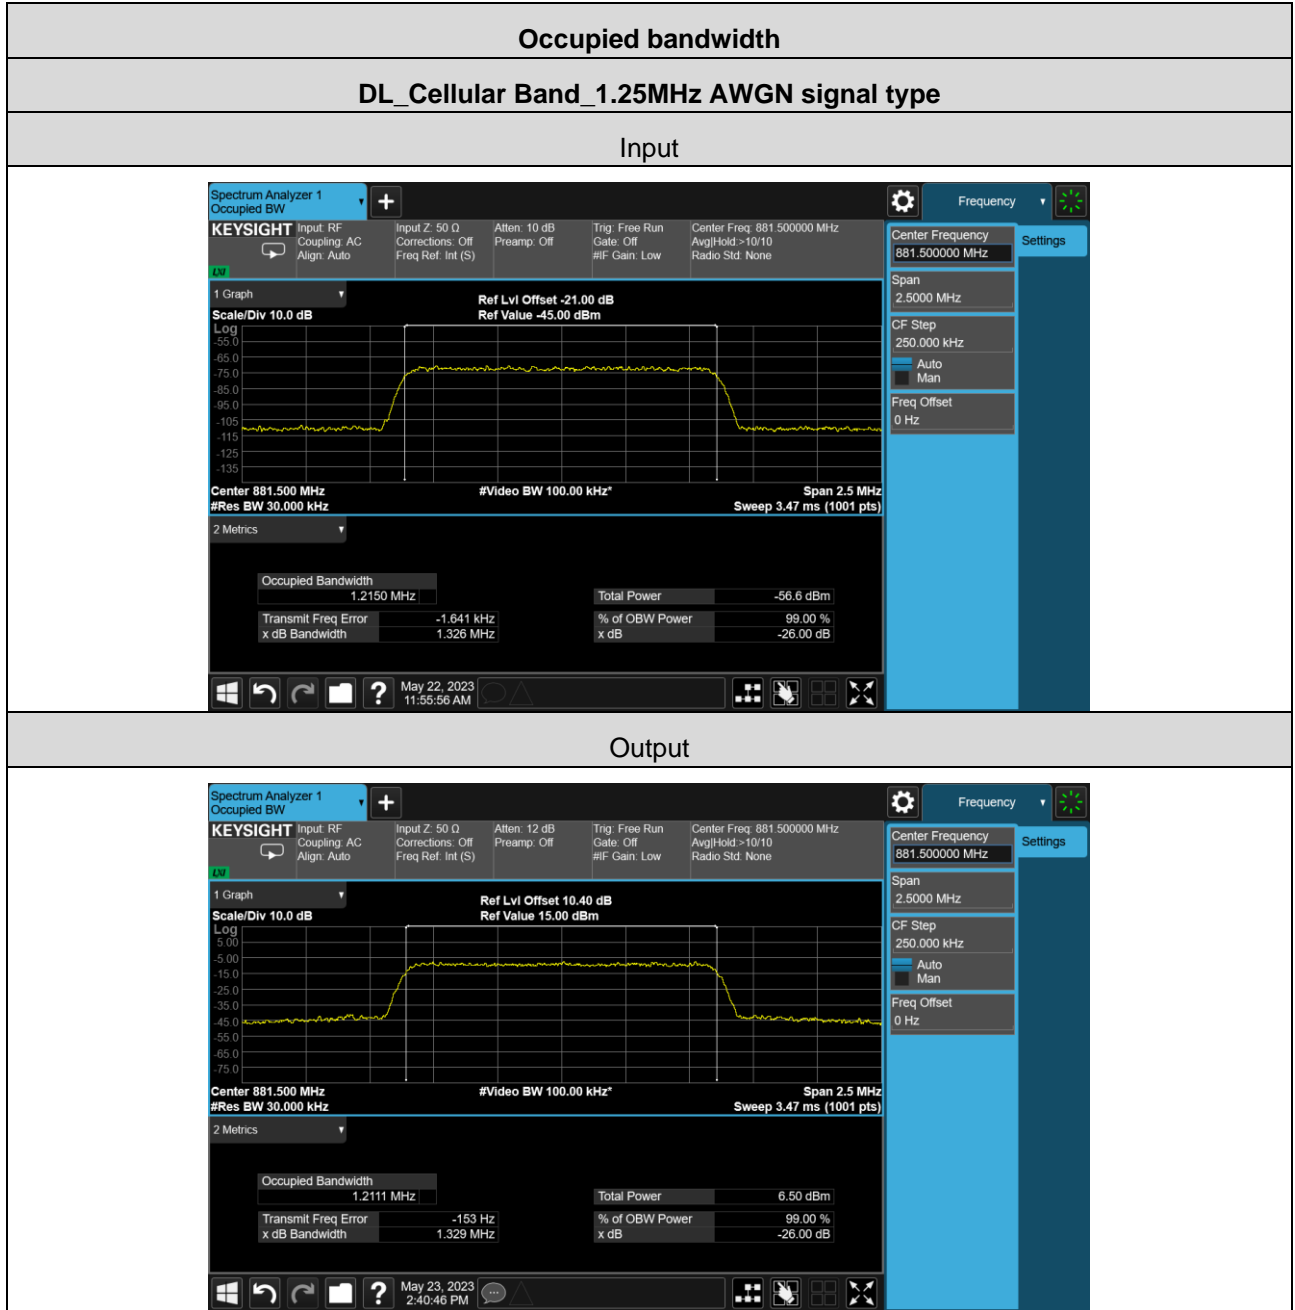 Occupied bandwidth
DL_Cellular Band_1.25MHz AWGN signal type
Input
Spectrum Analyzer 1
Occupied BW
+
Frequency
KEYSIGHT
Input: RF
Coupling: AC
Align: Auto
Input Z: 50 Ω
Corrections: Off
Freq Ref: Int (S)
Atten: 10 dB
Preamp: Off
Trig: Free Run
Gate: Off
#IF Gain: Low
Center Freq: 881.500000 MHz
Avg|Hold:>10/10
Radio Std: None
LXI
Center Frequency
881.500000 MHz
Settings
Span
2.5000 MHz
CF Step
250.000 kHz
Auto
Man
Freq Offset
0 Hz
1 Graph
Scale/Div 10.0 dB
Ref Lvl Offset -21.00 dB
Ref Value -45.00 dBm
Log
-55.0
-65.0
-75.0
-85.0
-95.0
-105
-115
-125
-135
Center 881.500 MHz
#Video BW 100.00 kHz*
Span 2.5 MHz
#Res BW 30.000 kHz
Sweep 3.47 ms (1001 pts)
2 Metrics
Occupied Bandwidth
1.2150 MHz
Total Power -56.6 dBm
Transmit Freq Error -1.641 kHz
% of OBW Power 99.00 %
x dB Bandwidth 1.326 MHz
x dB -26.00 dB
?
May 22, 2023
11:55:56 AM
Output
Spectrum Analyzer 1
Occupied BW
+
Frequency
KEYSIGHT
Input: RF
Coupling: AC
Align: Auto
Input Z: 50 Ω
Corrections: Off
Freq Ref: Int (S)
Atten: 12 dB
Preamp: Off
Trig: Free Run
Gate: Off
#IF Gain: Low
Center Freq: 881.500000 MHz
Avg|Hold:>10/10
Radio Std: None
LXI
Center Frequency
881.500000 MHz
Settings
Span
2.5000 MHz
CF Step
250.000 kHz
Auto
Man
Freq Offset
0 Hz
1 Graph
Scale/Div 10.0 dB
Ref Lvl Offset 10.40 dB
Ref Value 15.00 dBm
Log
5.00
-5.00
-15.0
-25.0
-35.0
-45.0
-55.0
-65.0
-75.0
Center 881.500 MHz
#Video BW 100.00 kHz*
Span 2.5 MHz
#Res BW 30.000 kHz
Sweep 3.47 ms (1001 pts)
2 Metrics
Occupied Bandwidth
1.2111 MHz
Total Power 6.50 dBm
Transmit Freq Error -153 Hz
% of OBW Power 99.00 %
x dB Bandwidth 1.329 MHz
x dB -26.00 dB
?
May 23, 2023
2:40:46 PM